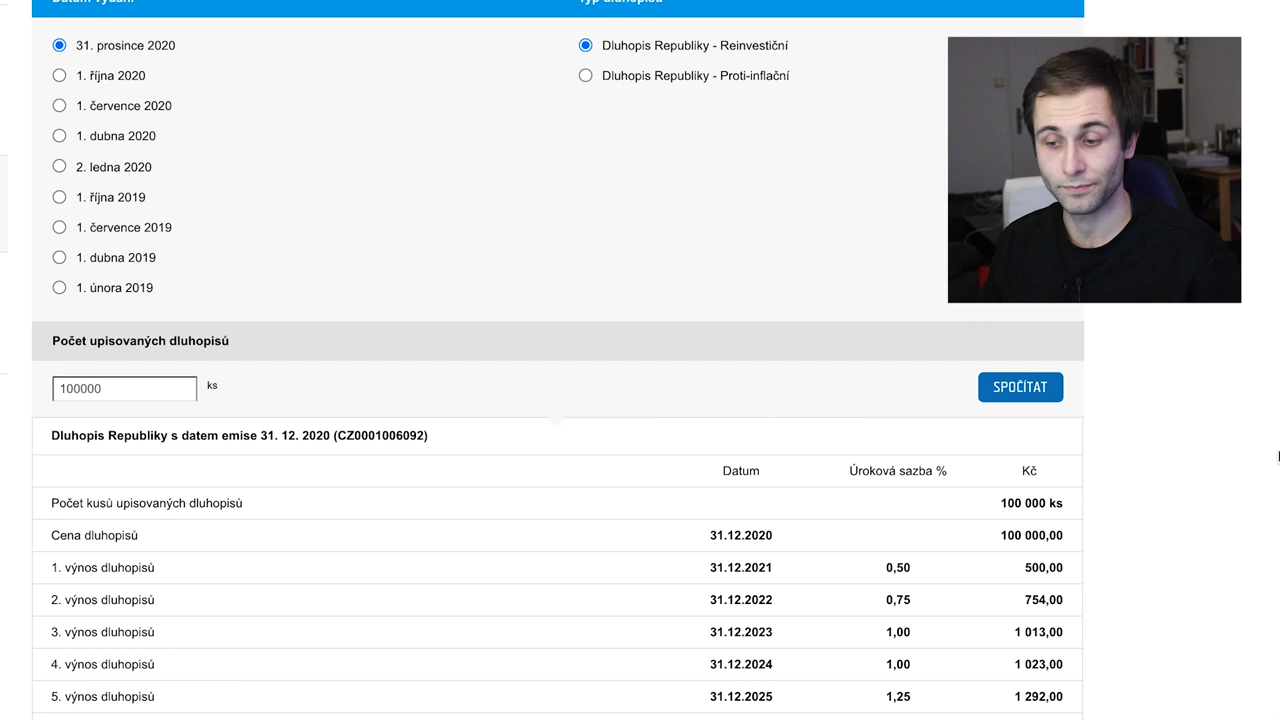 Datum vydání Typ dluhopisů
31. prosince 2020 Dluhopis Republiky - Reinvestiční
1. října 2020 Dluhopis Republiky - Proti-inflační
1. července 2020
1. dubna 2020
2. ledna 2020
1. října 2019
1. července 2019
1. dubna 2019
1. února 2019
Počet upisovaných dluhopisů
100000 ks SPOČÍTAT
Dluhopis Republiky s datem emise 31. 12. 2020 (CZ0001006092)
Datum Úroková sazba % Kč
Počet kusů upisovaných dluhopisů 100 000 ks
Cena dluhopisů 31.12.2020 100 000,00
1. výnos dluhopisů 31.12.2021 0,50 500,00
2. výnos dluhopisů 31.12.2022 0,75 754,00
3. výnos dluhopisů 31.12.2023 1,00 1 013,00
4. výnos dluhopisů 31.12.2024 1,00 1 023,00
5. výnos dluhopisů 31.12.2025 1,25 1 292,00